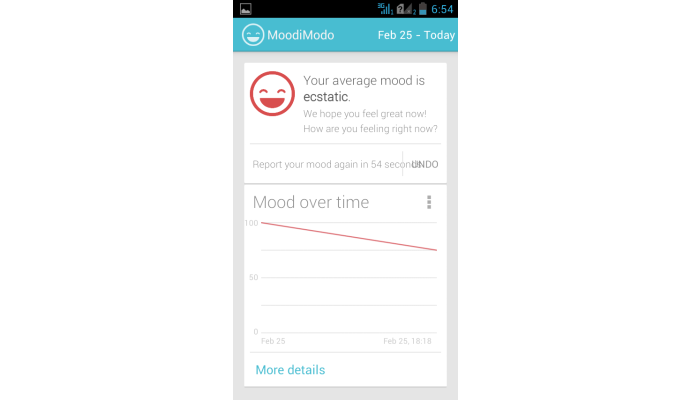 3G 1 2 6:54
MoodiModo Feb 25 - Today
Your average mood is
ecstatic.
We hope you feel great now!
How are you feeling right now?
Report your mood again in 54 seconds UNDO
Mood over time
100
50
0
Feb 25 Feb 25, 18:18
More details